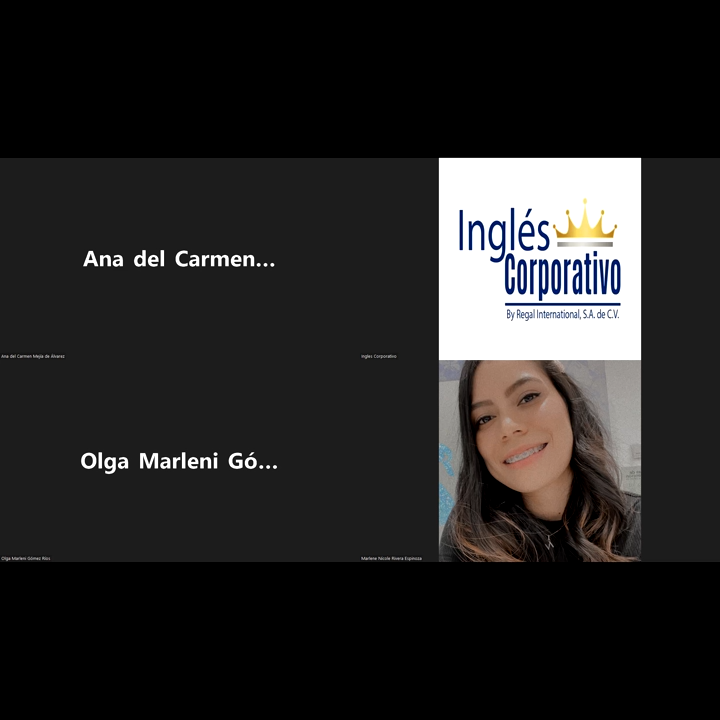 Ana del Carmen...
Ana del Carmen Mejía de Álvarez
Inglés
Corporativo
By Regal International, S.A. de C.V.
Inglés Corporativo
Olga Marleni Gó...
Olga Marleni Gómez Ríos
Marlene Nicole Rivera Espinoza